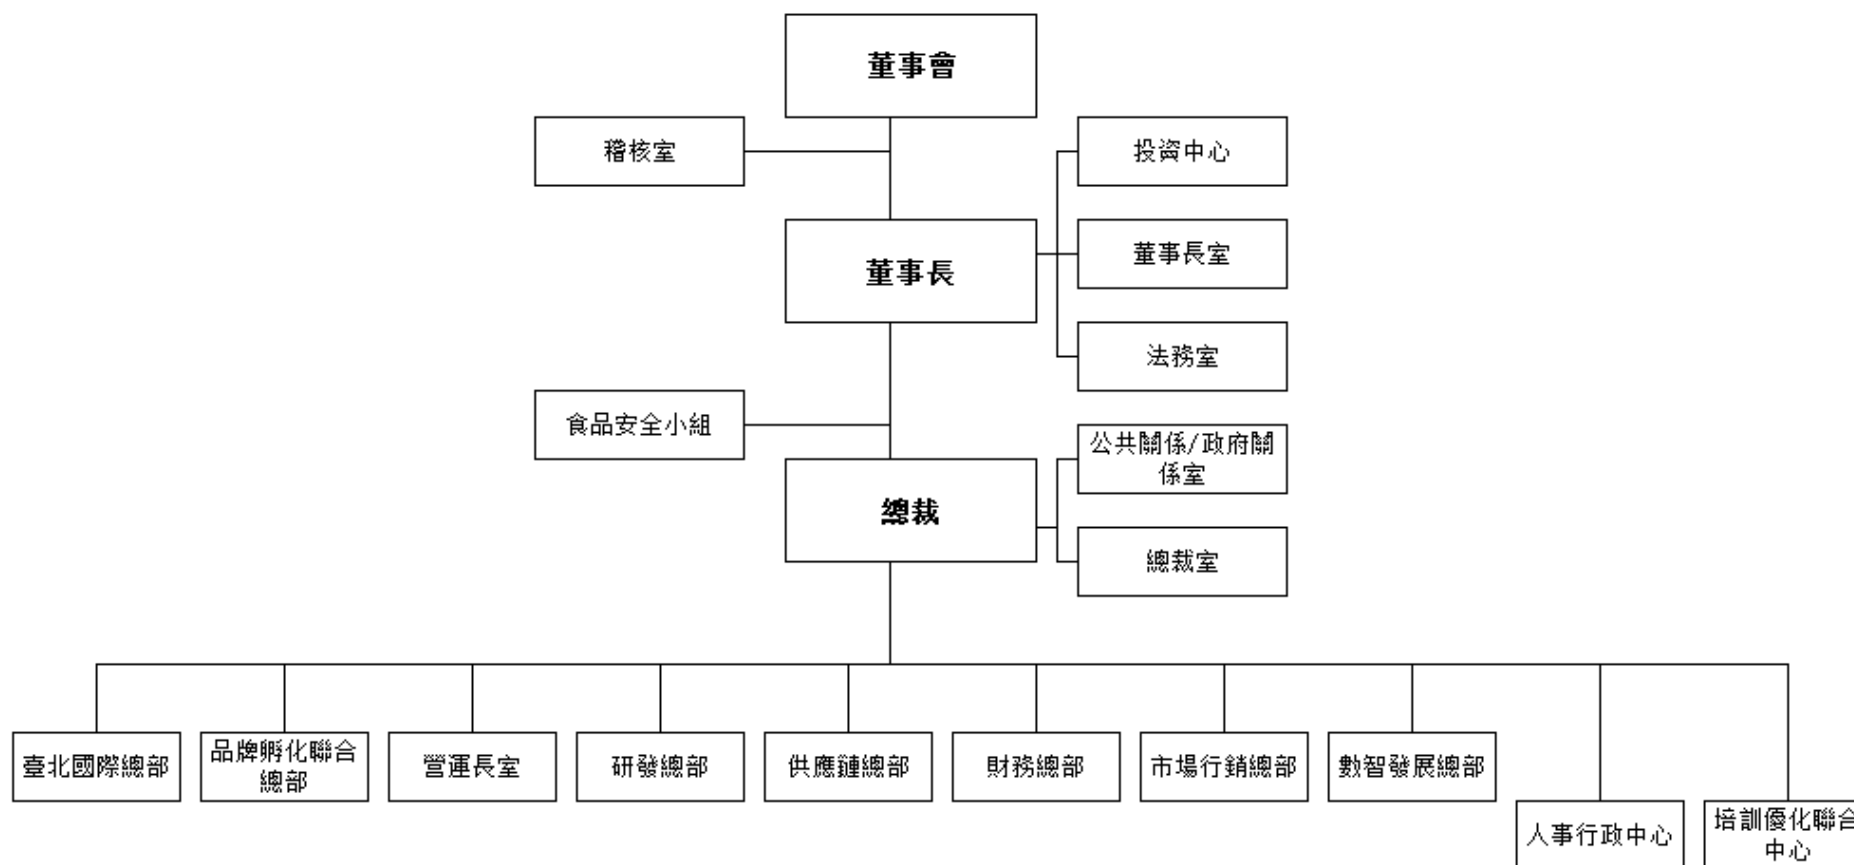 董事會
稽核室
投資中心
董事長
董事長室
法務室
食品安全小組
公共關係/政府關
係室
總裁
總裁室
臺北國際總部
品牌孵化聯合
總部
營運長室
研發總部
供應鏈總部
財務總部
市場行銷總部
數智發展總部
人事行政中心
培訓優化聯合
中心